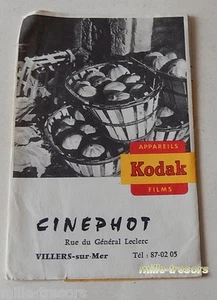 APPAREILS
Kodak
FILMS
CINEPHOT
Rue du Général Leclerc
VILLERS-sur-Mer Tél : 87-02 05